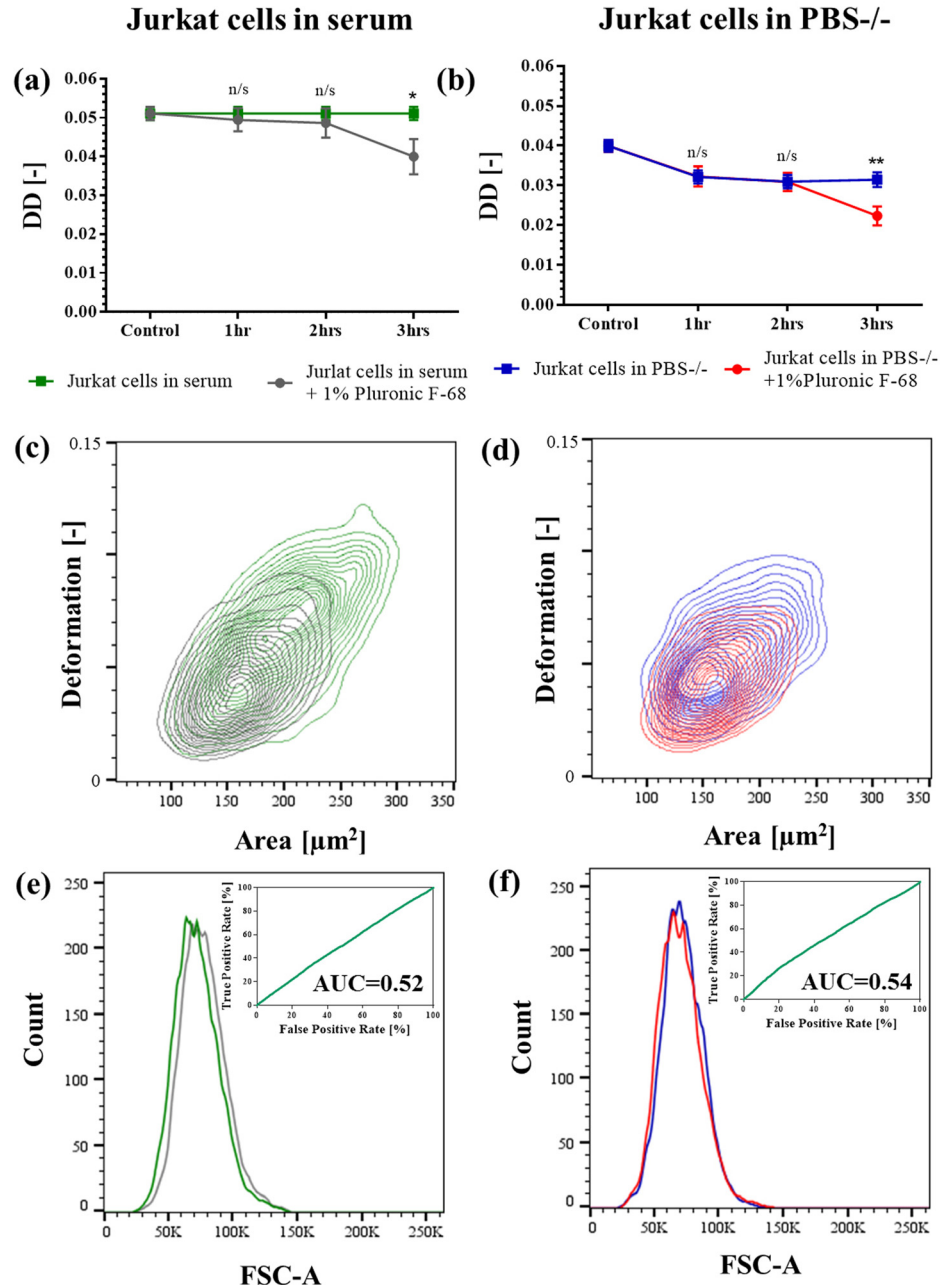 Jurkat cells in serum
Jurkat cells in PBS-/-
(a)
0.06
0.05
0.04
0.03
0.02
0.01
0.00
DD [-]
n/s
n/s
*
Control
1hr
2hrs
3hrs
(b)
0.06
0.05
0.04
0.03
0.02
0.01
0.00
DD [-]
n/s
n/s
**
Control
1hr
2hrs
3hrs
Jurkat cells in serum
Jurlat cells in serum
+ 1% Pluronic F-68
Jurkat cells in PBS-/-
Jurlat cells in PBS-/-
+1%Pluronic F-68
(c)
0.15
0
Deformation [-]
100
150
200
250
300
350
Area [µm²]
(d)
0.15
0
Deformation [-]
100
150
200
250
300
350
Area [µm²]
(e)
250
200
150
100
50
0
Count
0
50K
100K
150K
200K
250K
FSC-A
True Positive Rate [%]
100
80
60
40
20
0
AUC=0.52
0
20
40
60
80
100
False Positive Rate [%]
(f)
250
200
150
100
50
0
Count
0
50K
100K
150K
200K
250K
FSC-A
True Positive Rate [%]
100
80
60
40
20
0
AUC=0.54
0
20
40
60
80
100
False Positive Rate [%]